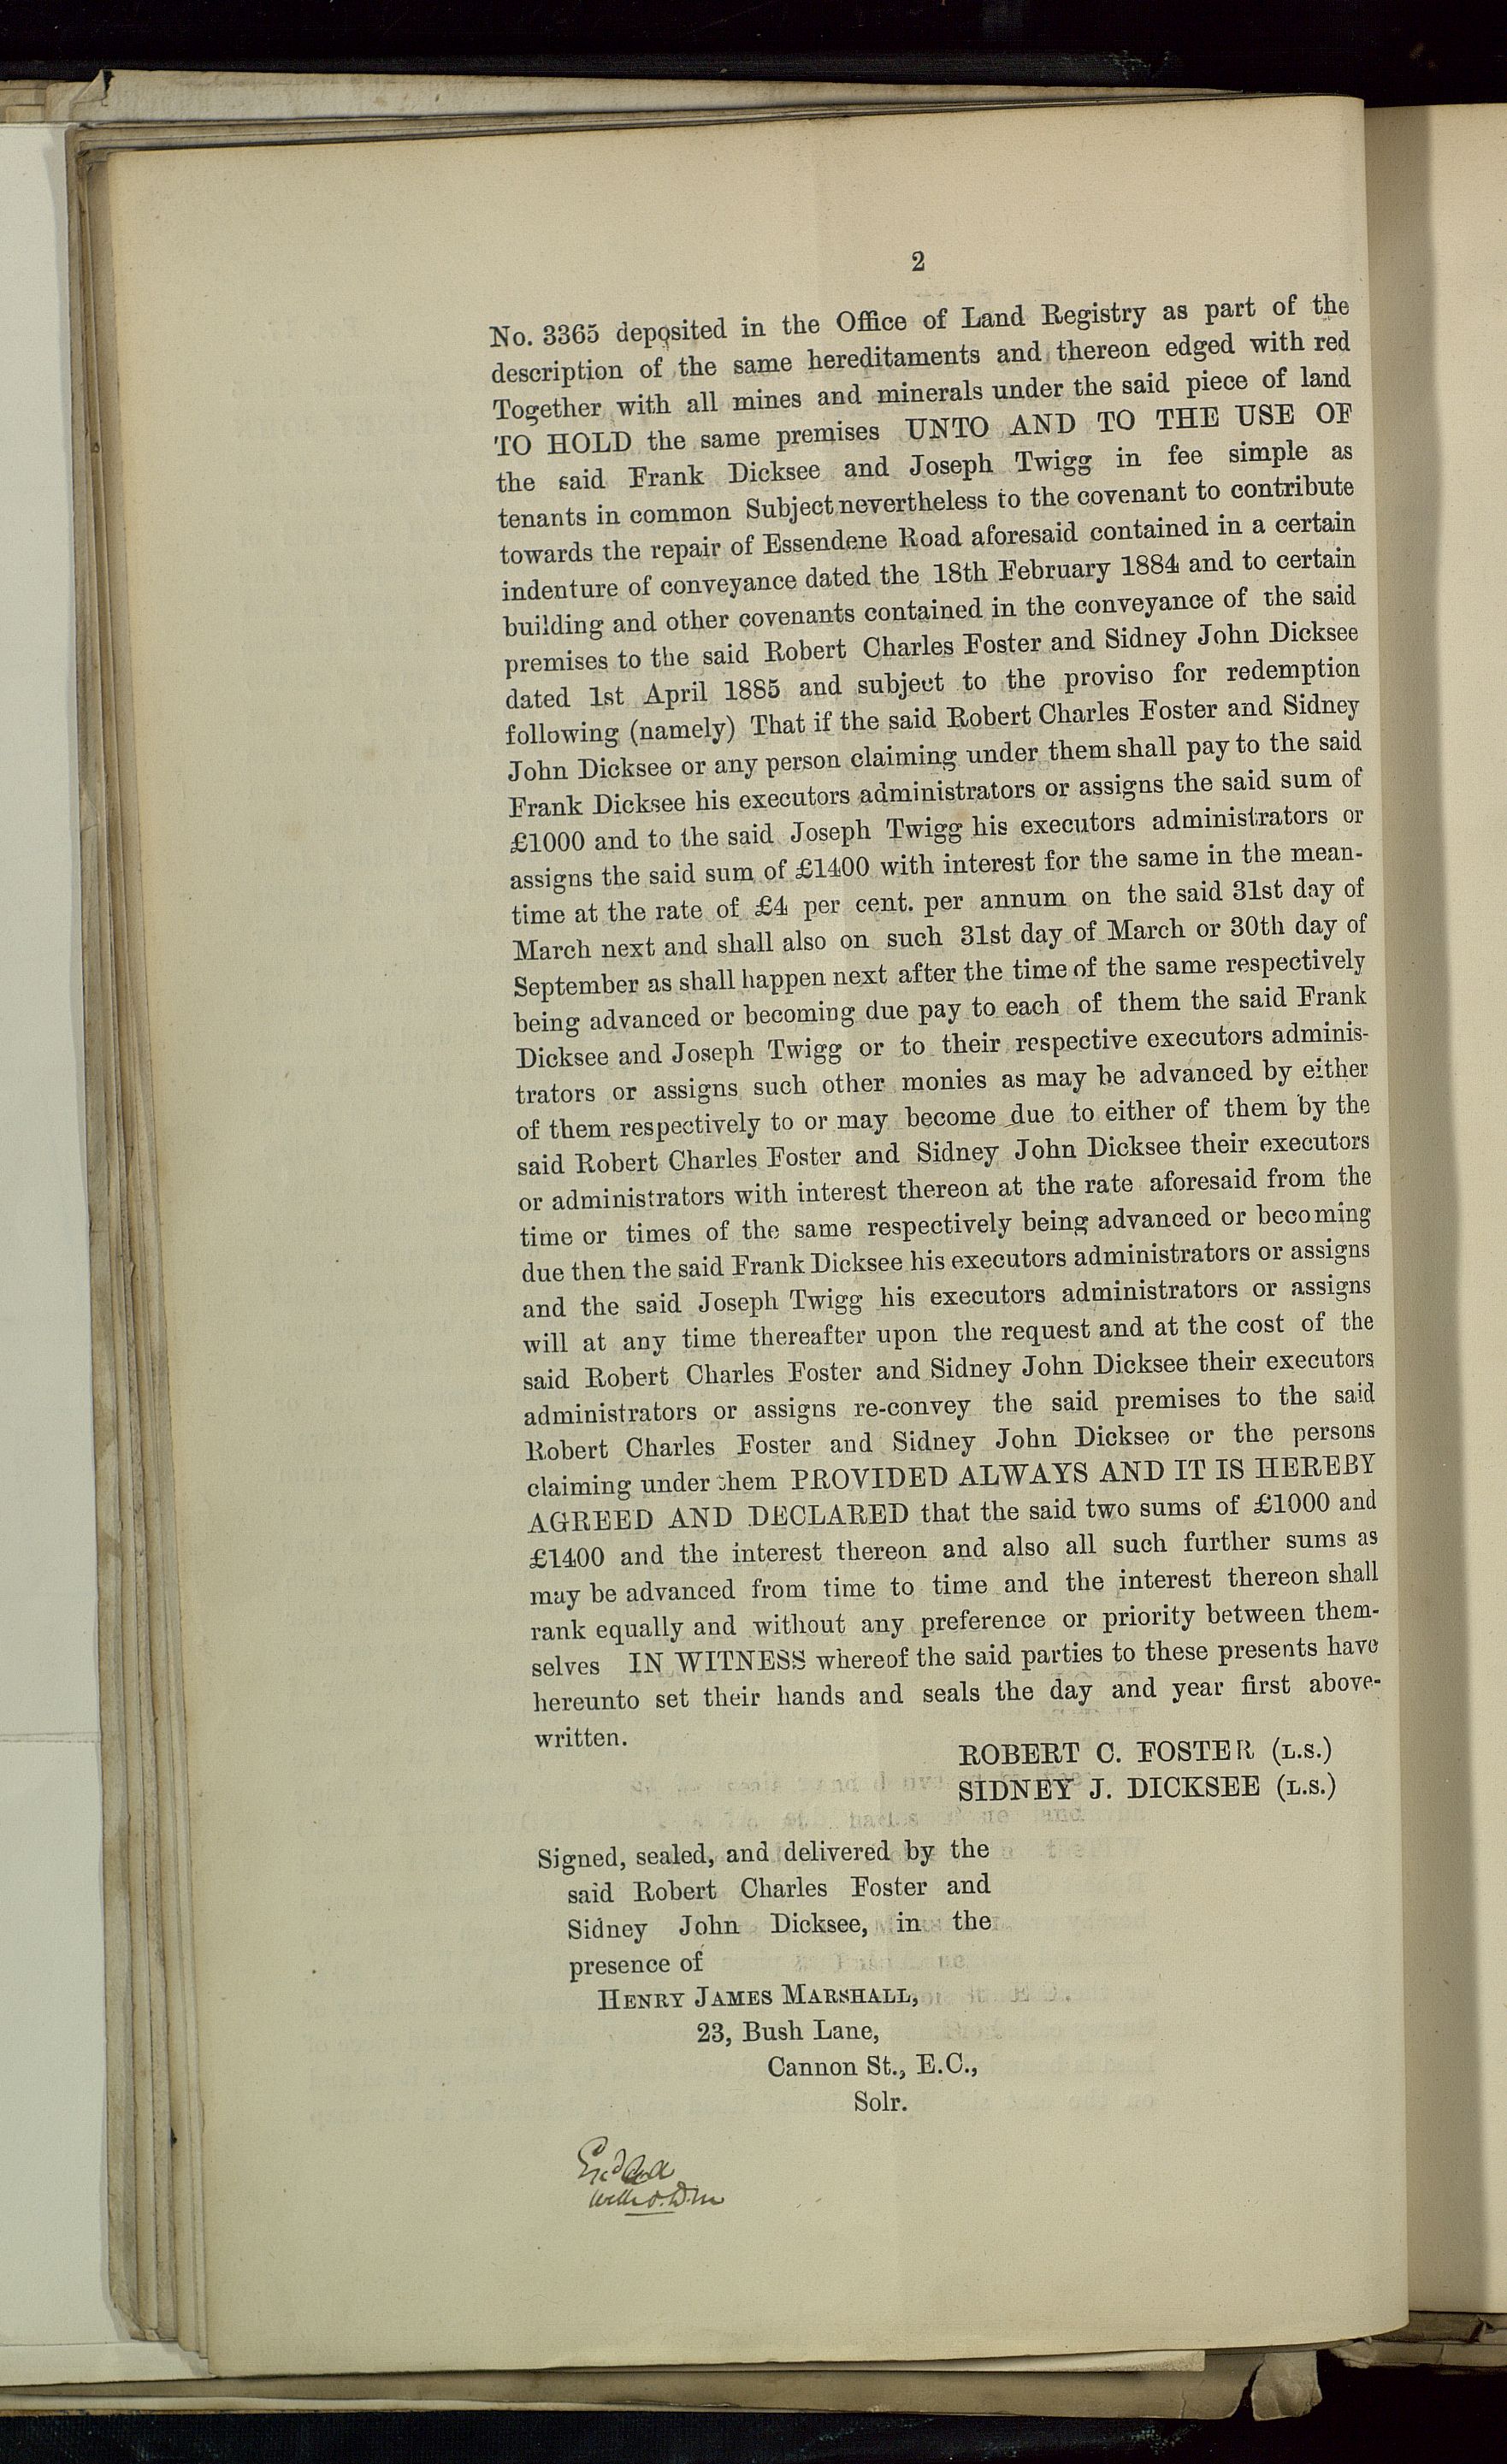 2
No. 3365 deposited in the Office of Land Registry as part of the
description of the same hereditaments and thereon edged with red
Together with all mines and minerals under the said piece of land
TO HOLD the same premises UNTO AND TO THE USE OF
the said Frank Dicksee and Joseph Twigg in fee simple as
tenants in common Subject nevertheless to the covenant to contribute
towards the repair of Essendene Road aforesaid contained in a certain
indenture of conveyance dated the 18th February 1884 and to certain
building and other covenants contained in the conveyance of the said
premises to the said Robert Charles Foster and Sidney John Dicksee
dated 1st April 1885 and subject to the proviso for redemption
following (namely) That if the said Robert Charles Foster and Sidney
John Dicksee or any person claiming under them shall pay to the said
Frank Dicksee his executors administrators or assigns the said sum of
£1000 and to the said Joseph Twigg his executors administrators or
assigns the said sum of £1400 with interest for the same in the mean-
time at the rate of £4 per cent. per annum on the said 31st day of
March next and shall also on such 31st day of March or 30th day of
September as shall happen next after the time of the same respectively
being advanced or becoming due pay to each of them the said Frank
Dicksee and Joseph Twigg or to their respective executors adminis-
trators or assigns such other monies as may be advanced by either
of them respectively to or may become due to either of them by the
said Robert Charles Foster and Sidney John Dicksee their executors
or administrators with interest thereon at the rate aforesaid from the
time or times of the same respectively being advanced or becoming
due then the said Frank Dicksee his executors administrators or assigns
and the said Joseph Twigg his executors administrators or assigns
will at any time thereafter upon the request and at the cost of the
said Robert Charles Foster and Sidney John Dicksee their executors
administrators or assigns re-convey the said premises to the said
Robert Charles Foster and Sidney John Dicksee or the persons
claiming under them PROVIDED ALWAYS AND IT IS HEREBY
AGREED AND DECLARED that the said two sums of £1000 and
£1400 and the interest thereon and also all such further sums as
may be advanced from time to time and the interest thereon shall
rank equally and without any preference or priority between them-
selves IN WITNESS whereof the said parties to these presents have
hereunto set their hands and seals the day and year first above-
written.
ROBERT C. FOSTER (L.S.)
SIDNEY J. DICKSEE (L.S.)
Signed, sealed, and delivered by the
said Robert Charles Foster and
Sidney John Dicksee, in the
presence of
HENRY JAMES MARSHALL,
23, Bush Lane,
Cannon St., E.C.,
Solr.